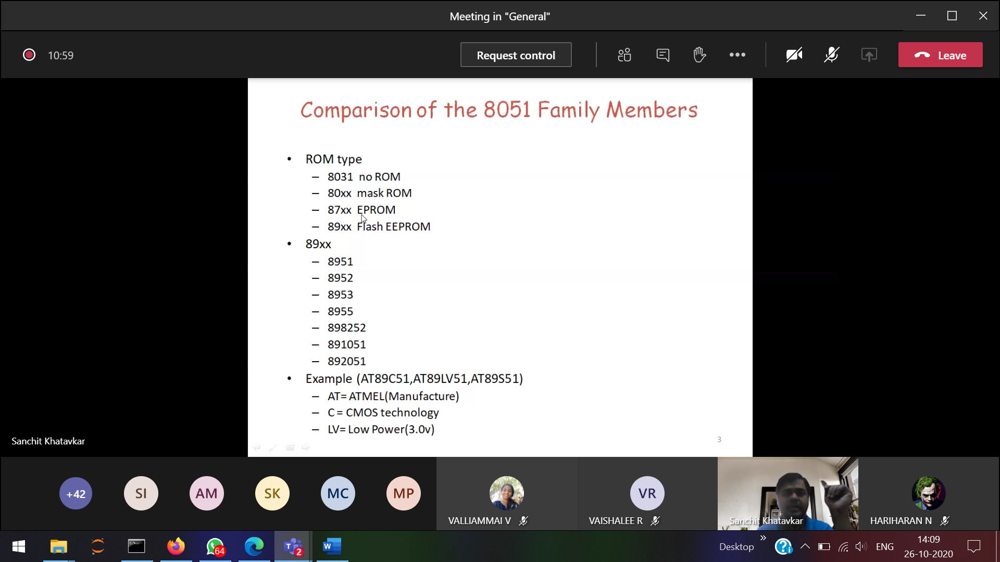 Meeting in "General"
10:59
Request control
Leave
Comparison of the 8051 Family Members
• ROM type
– 8031 no ROM
– 80xx mask ROM
– 87xx EPROM
– 89xx Flash EEPROM
• 89xx
– 8951
– 8952
– 8953
– 8955
– 898252
– 891051
– 892051
• Example (AT89C51,AT89LV51,AT89S51)
– AT= ATMEL(Manufacture)
– C = CMOS technology
– LV= Low Power(3.0v)
3
Sanchit Khatavkar
+42
SI
AM
SK
MC
MP
VALLIAMMAI V
VR
VAISHALEE R
Sanchit Khatavkar
HARIHARAN N
64
2
W
Desktop
ENG
14:09
26-10-2020